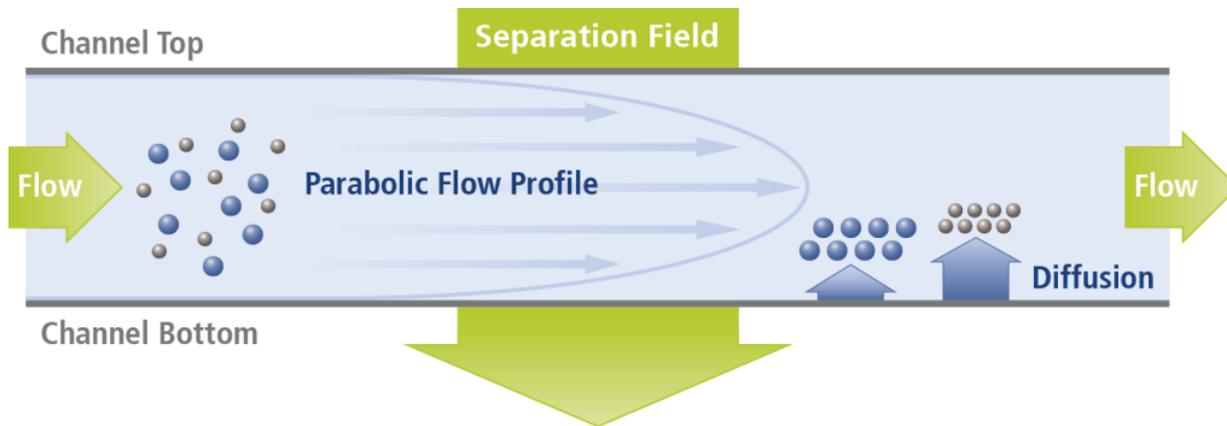 Channel Top
Separation Field
Flow
Parabolic Flow Profile
Flow
Diffusion
Channel Bottom